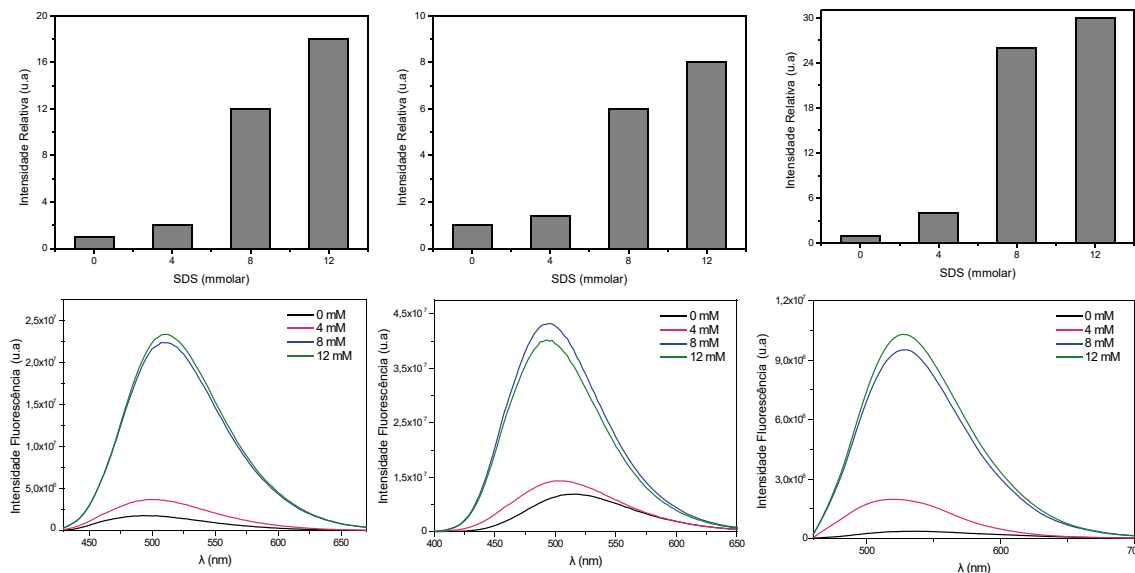 Intensidade Relativa (u.a)
20
16
12
8
4
0
0 4 8 12
SDS (mmolar)
Intensidade Relativa (u.a)
10
8
6
4
2
0
0 4 8 12
SDS (mmolar)
Intensidade Relativa (u.a)
30
24
18
12
6
0
0 4 8 12
SDS (mmolar)
Intensidade Fluorescência (u.a)
2,5x10⁷
2,0x10⁷
1,5x10⁷
1,0x10⁷
5,0x10⁶
0
450 500 550 600 650
λ (nm)
0 mM
4 mM
8 mM
12 mM
Intensidade Fluorescência (u.a)
4,5x10⁷
3,0x10⁷
1,5x10⁷
0
400 450 500 550 600 650
λ (nm)
0 mM
4 mM
8 mM
12 mM
Intensidade Fluorescência (u.a)
1,2x10⁷
9,0x10⁶
6,0x10⁶
3,0x10⁶
0
500 600 700
λ (nm)
0 mM
4 mM
8 mM
12 mM